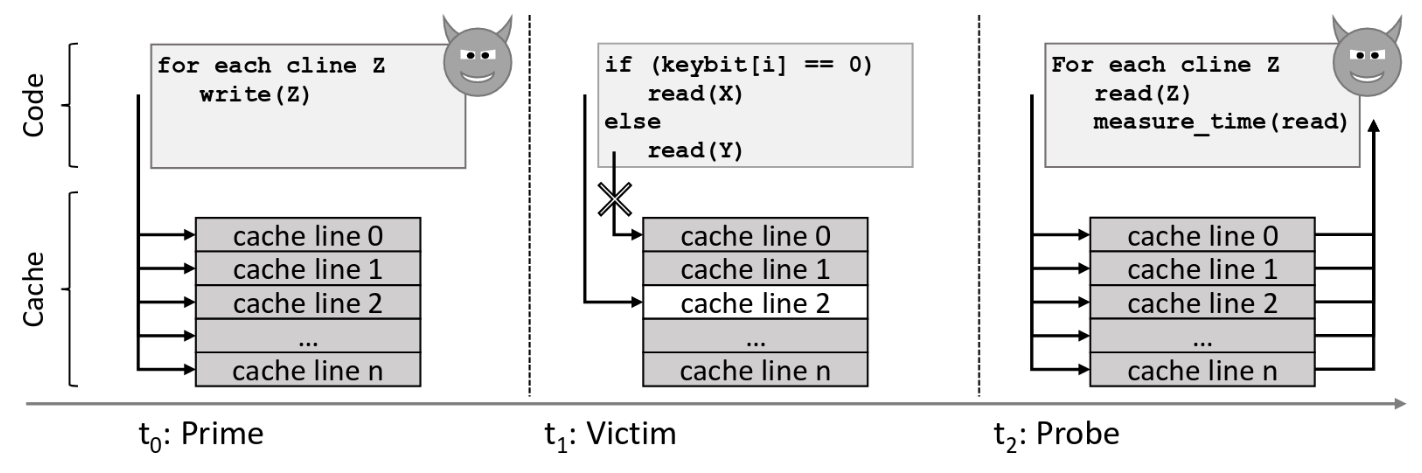 Code
for each cline Z
write(Z)
if (keybit[i] == 0)
read(X)
else
read(Y)
For each cline Z
read(Z)
measure_time(read)
Cache
cache line 0
cache line 1
cache line 2
...
cache line n
cache line 0
cache line 1
cache line 2
...
cache line n
cache line 0
cache line 1
cache line 2
...
cache line n
t0: Prime
t1: Victim
t2: Probe